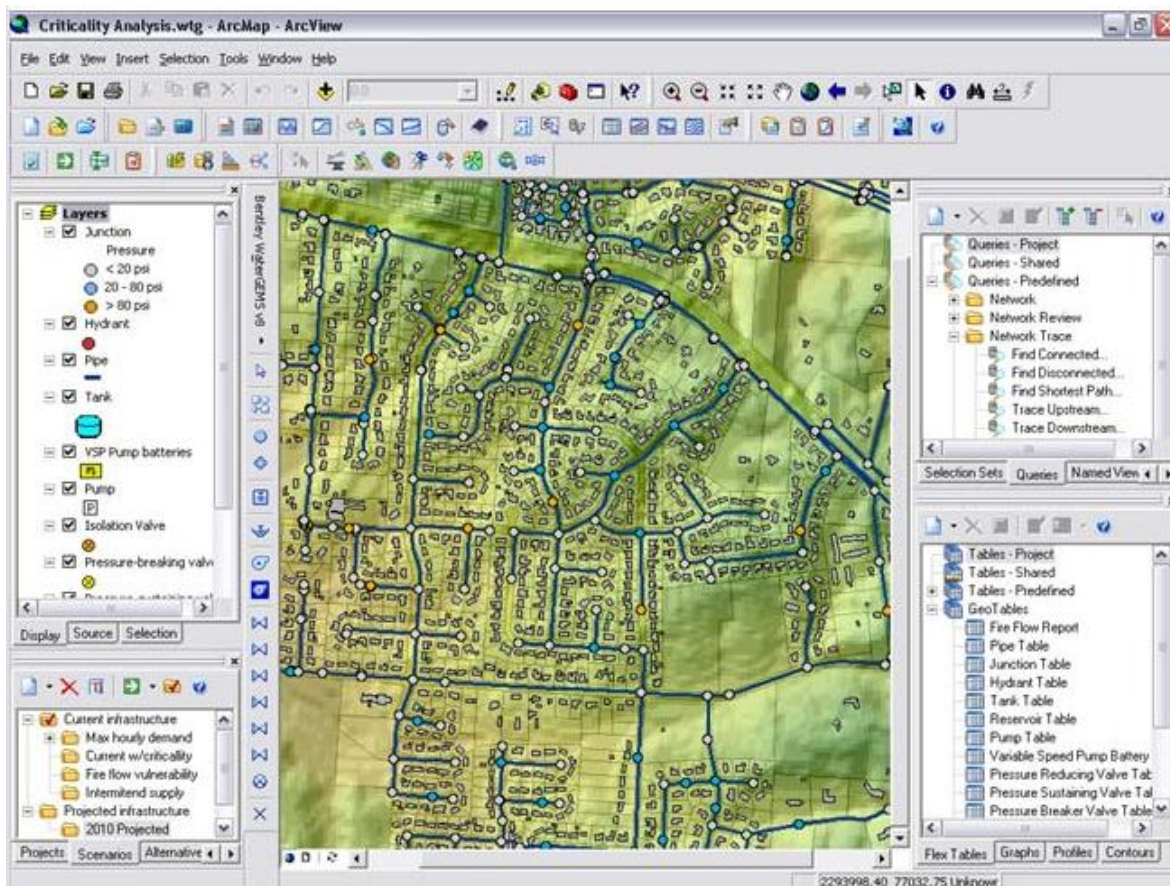 Criticality Analysis.wtg - ArcMap - ArcView
File Edit View Insert Selection Tools Window Help
Layers
Junction
Pressure
< 20 psi
20 - 80 psi
> 80 psi
Hydrant
Pipe
Tank
VSP Pump batteries
PS
Pump
P
Isolation Valve
Pressure-breaking valv
Display Source Selection
Current infrastructure
Max hourly demand
Current w/criticality
Fire flow vulnerability
Intermitend supply
Projected infrastructure
2010 Projected
Projects Scenarios Alternative
Bentley WaterGEMS v8
Queries - Project
Queries - Shared
Queries - Predefined
Network
Network Review
Network Trace
Find Connected...
Find Disconnected...
Find Shortest Path...
Trace Upstream...
Trace Downstream...
Selection Sets Queries Named View
Tables - Project
Tables - Shared
Tables - Predefined
GeoTables
Fire Flow Report
Pipe Table
Junction Table
Hydrant Table
Tank Table
Reservoir Table
Pump Table
Variable Speed Pump Battery
Pressure Reducing Valve Tab
Pressure Sustaining Valve Tal
Pressure Breaker Valve Table
Flex Tables Graphs Profiles Contours
2293998.40 77032.75 Unknowr